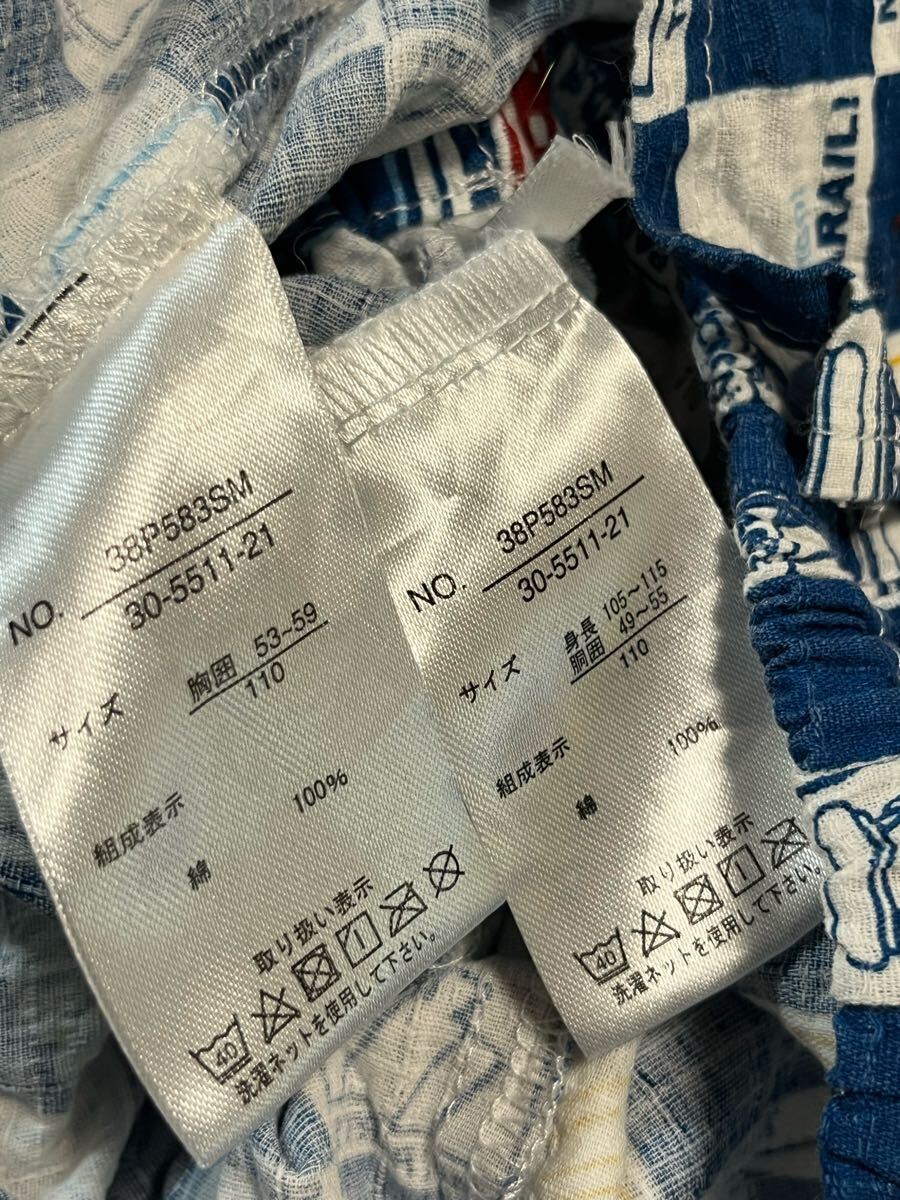 NO. 38P583SM
30-5511-21
サイズ 胸囲 53~59
110
組成表示
綿 100%
取り扱い表示
40
洗濯ネットを使用して下さい。
NO. 38P583SM
30-5511-21
サイズ 身長 105~115
胴囲 49~55
110
組成表示
綿 100%
取り扱い表示
40
洗濯ネットを使用して下さい。
ARAILI